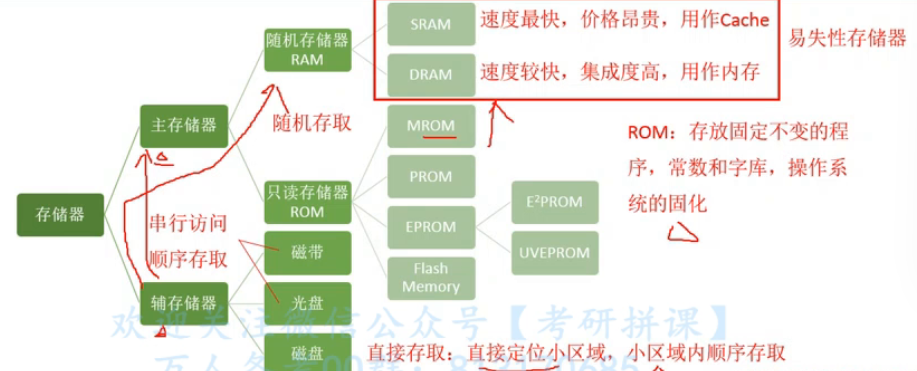 SRAM
速度最快，价格昂贵，用作Cache
易失性存储器
随机存储器
RAM
DRAM
速度较快，集成度高，用作内存
主存储器
随机存取
MROM
ROM：存放固定不变的程
序，常数和字库，操作系
统的固化
PROM
只读存储器
ROM
E²PROM
存储器
串行访问
顺序存取
EPROM
UVEPROM
磁带
Flash
Memory
辅存储器
光盘
欢迎关注微信公众号【考研拼课】
磁盘
直接存取：直接定位小区域，小区域内顺序存取